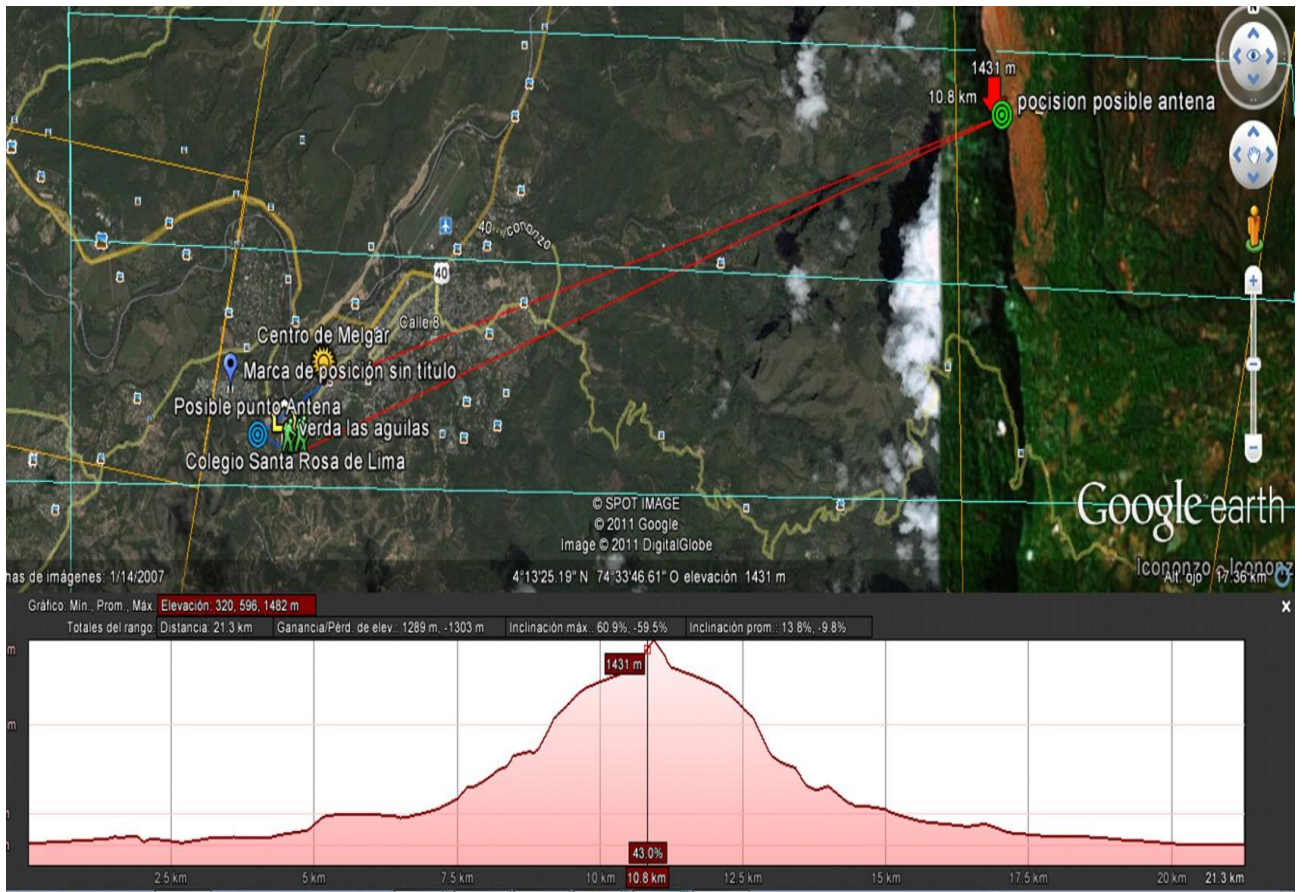 N
1431 m
10.8 km
pocision posible antena
40
40
Calle 8
Centro de Melgar
Marca de posición sin título
Posible punto Antena
verda las aguilas
Colegio Santa Rosa de Lima
© SPOT IMAGE
© 2011 Google
Image © 2011 DigitalGlobe
Google earth
has de imágenes: 1/14/2007
4°13'25.19" N 74°33'46.61" O elevación 1431 m
Alt. ojo 17.36 km
Gráfico: Mín., Prom., Máx. Elevación: 320, 596, 1482 m
x
Totales del rango: Distancia: 21.3 km Ganancia/Pérd. de elev.: 1289 m, -1303 m Inclinación máx.: 60.9%, -59.5% Inclinación prom.: 13.8%, -9.8%
m
1431 m
m
43.0%
2.5 km 5 km 7.5 km 10 km 10.8 km 12.5 km 15 km 17.5 km 20 km 21.3 km